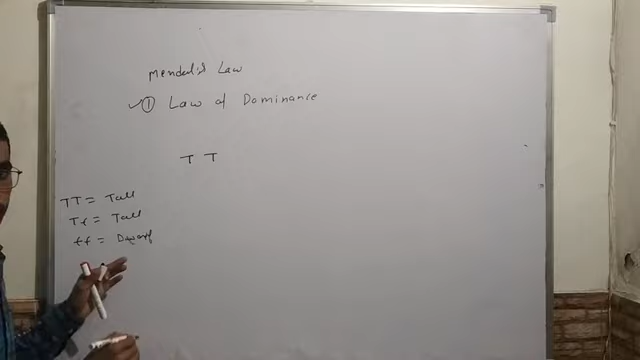 Mendel's Law
✓① Law of Dominance
T T
TT = Tall
Tt = Tall
tt = Dwarf